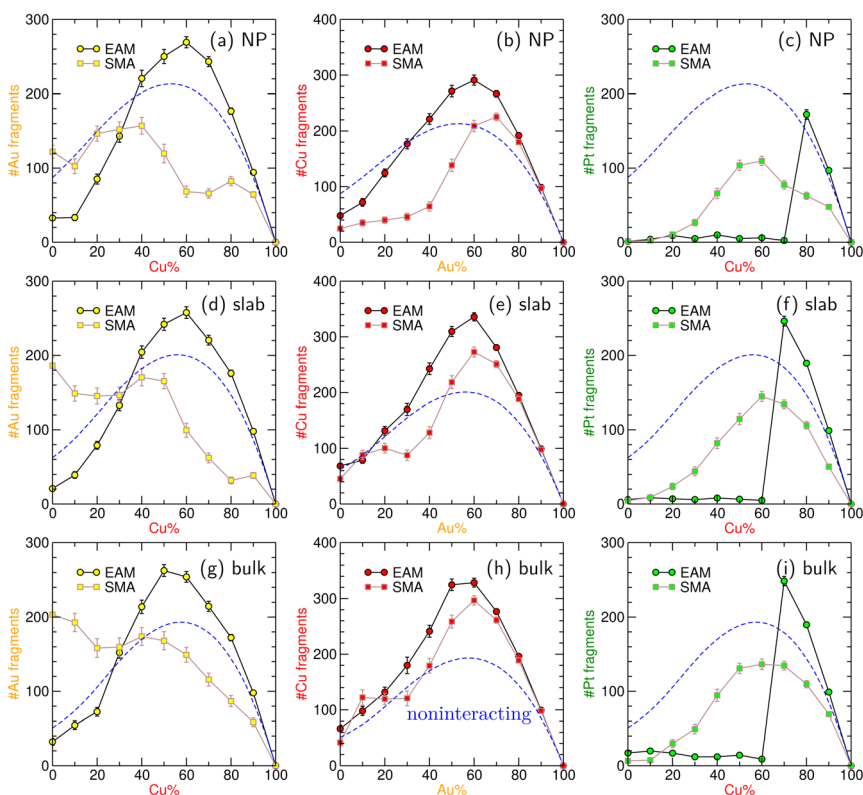 300
200
100
0
#Au fragments
EAM
SMA
(a) NP
0 20 40 60 80 100
Cu%
400
300
200
100
0
#Cu fragments
EAM
SMA
(b) NP
0 20 40 60 80 100
Au%
300
200
100
0
#Pt fragments
EAM
SMA
(c) NP
0 20 40 60 80 100
Cu%
300
200
100
0
#Au fragments
EAM
SMA
(d) slab
0 20 40 60 80 100
Cu%
400
300
200
100
0
#Cu fragments
EAM
SMA
(e) slab
0 20 40 60 80 100
Au%
300
200
100
0
#Pt fragments
EAM
SMA
(f) slab
0 20 40 60 80 100
Cu%
300
200
100
0
#Au fragments
EAM
SMA
(g) bulk
0 20 40 60 80 100
Cu%
400
300
200
100
0
#Cu fragments
EAM
SMA
(h) bulk
noninteracting
0 20 40 60 80 100
Au%
300
200
100
0
#Pt fragments
EAM
SMA
(i) bulk
0 20 40 60 80 100
Cu%